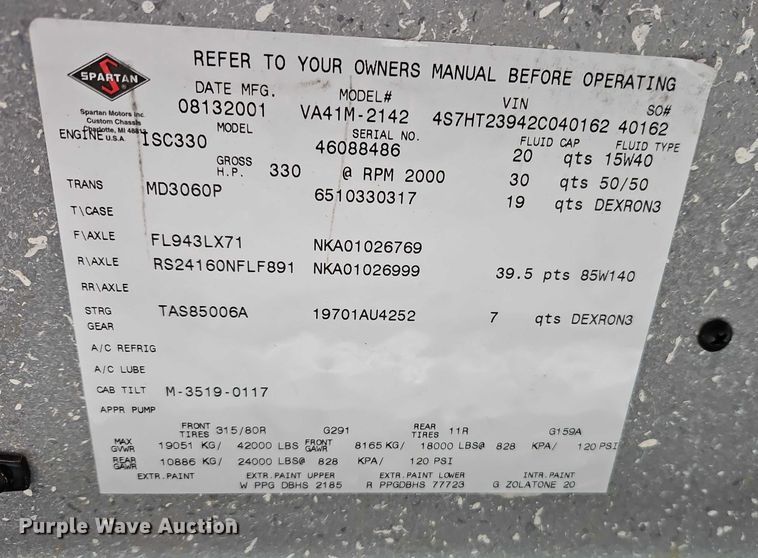 SPARTAN
Spartan Motors Inc.
Custom Chassis
Charlotte, MI 48813
U.S.A.
REFER TO YOUR OWNERS MANUAL BEFORE OPERATING
DATE MFG. MODEL# VIN SO#
08132001 VA41M-2142 4S7HT23942C040162 40162
MODEL SERIAL NO. FLUID CAP FLUID TYPE
ENGINE ISC330 46088486 20 qts 15W40
GROSS H.P. 330 @ RPM 2000 30 qts 50/50
TRANS MD3060P 6510330317 19 qts DEXRON3
T\CASE
F\AXLE FL943LX71 NKA01026769
R\AXLE RS24160NFLF891 NKA01026999 39.5 pts 85W140
RR\AXLE
STRG GEAR TAS85006A 19701AU4252 7 qts DEXRON3
A/C REFRIG
A/C LUBE
CAB TILT M-3519-0117
APPR PUMP
FRONT TIRES 315/80R G291 REAR TIRES 11R G159A
MAX GVWR 19051 KG/ 42000 LBS FRONT GAWR 8165 KG/ 18000 LBS@ 828 KPA/ 120 PSI
REAR GAWR 10886 KG/ 24000 LBS@ 828 KPA/ 120 PSI
EXTR.PAINT EXTR.PAINT UPPER EXTR.PAINT LOWER INTR.PAINT
W PPG DBHS 2185 R PPGDBHS 77723 G ZOLATONE 20
Purple Wave Auction